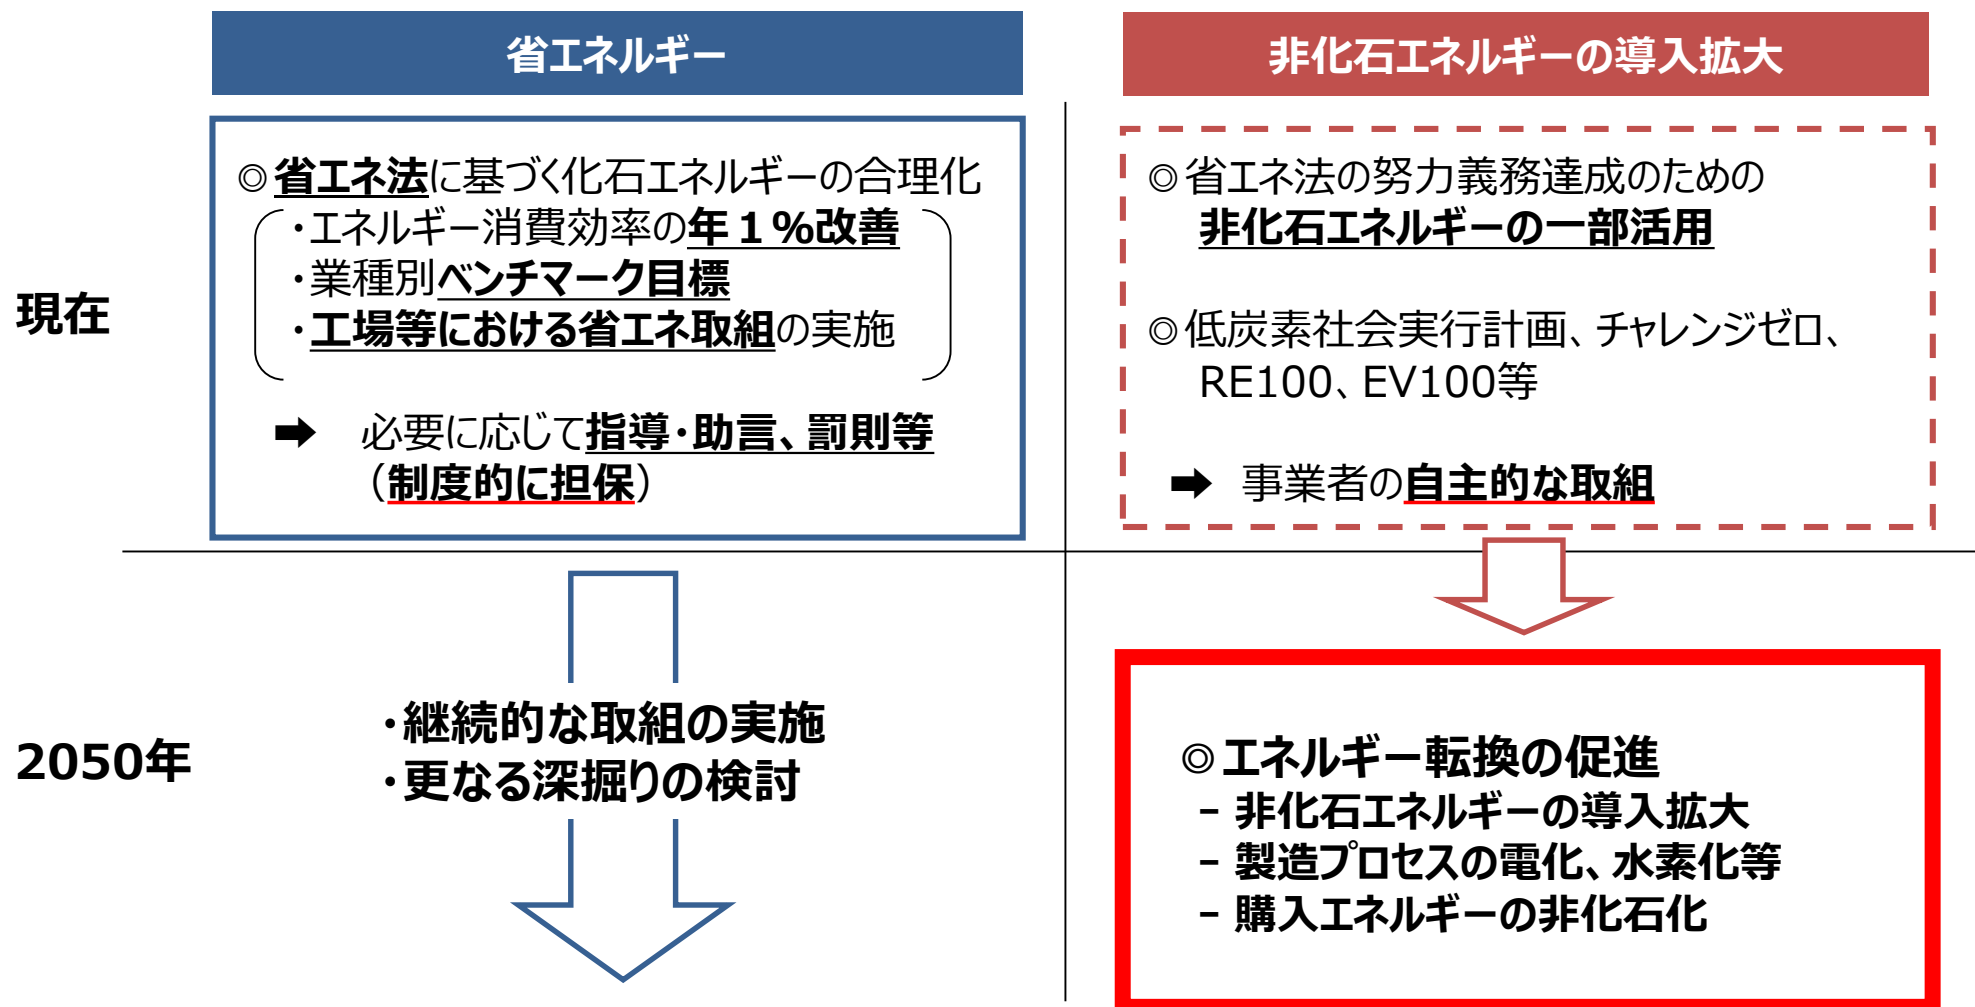 省エネルギー
非化石エネルギーの導入拡大
現在
◎省エネ法に基づく化石エネルギーの合理化
・エネルギー消費効率の年１％改善
・業種別ベンチマーク目標
・工場等における省エネ取組の実施
➡ 必要に応じて指導・助言、罰則等
（制度的に担保）
◎省エネ法の努力義務達成のための
非化石エネルギーの一部活用
◎低炭素社会実行計画、チャレンジゼロ、
RE100、EV100等
➡ 事業者の自主的な取組
2050年
・継続的な取組の実施
・更なる深掘りの検討
◎エネルギー転換の促進
− 非化石エネルギーの導入拡大
− 製造プロセスの電化、水素化等
− 購入エネルギーの非化石化